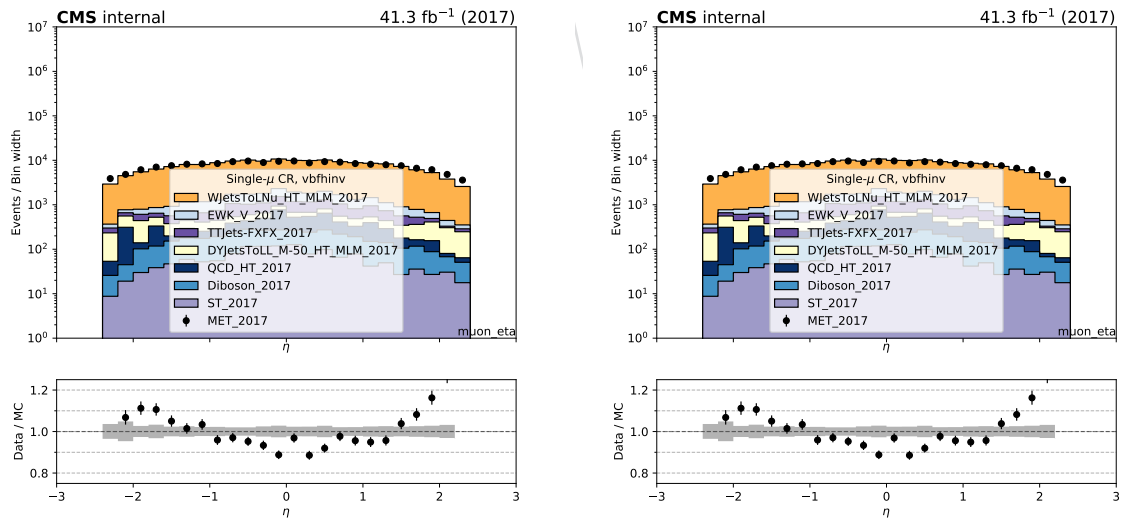 CMS internal 41.3 fb⁻¹ (2017)
10⁷
10⁶
10⁵
10⁴
10³
10²
10¹
10⁰
Events / Bin width
Single-μ CR, vbfhinv
WJetsToLNu_HT_MLM_2017
EWK_V_2017
TTJets-FXFX_2017
DYJetsToLL_M-50_HT_MLM_2017
QCD_HT_2017
Diboson_2017
ST_2017
MET_2017
muon_eta
η
1.2
1.0
0.8
Data / MC
−3 −2 −1 0 1 2 3
η
CMS internal 41.3 fb⁻¹ (2017)
10⁷
10⁶
10⁵
10⁴
10³
10²
10¹
10⁰
Events / Bin width
Single-μ CR, vbfhinv
WJetsToLNu_HT_MLM_2017
EWK_V_2017
TTJets-FXFX_2017
DYJetsToLL_M-50_HT_MLM_2017
QCD_HT_2017
Diboson_2017
ST_2017
MET_2017
muon_eta
η
1.2
1.0
0.8
Data / MC
−3 −2 −1 0 1 2 3
η